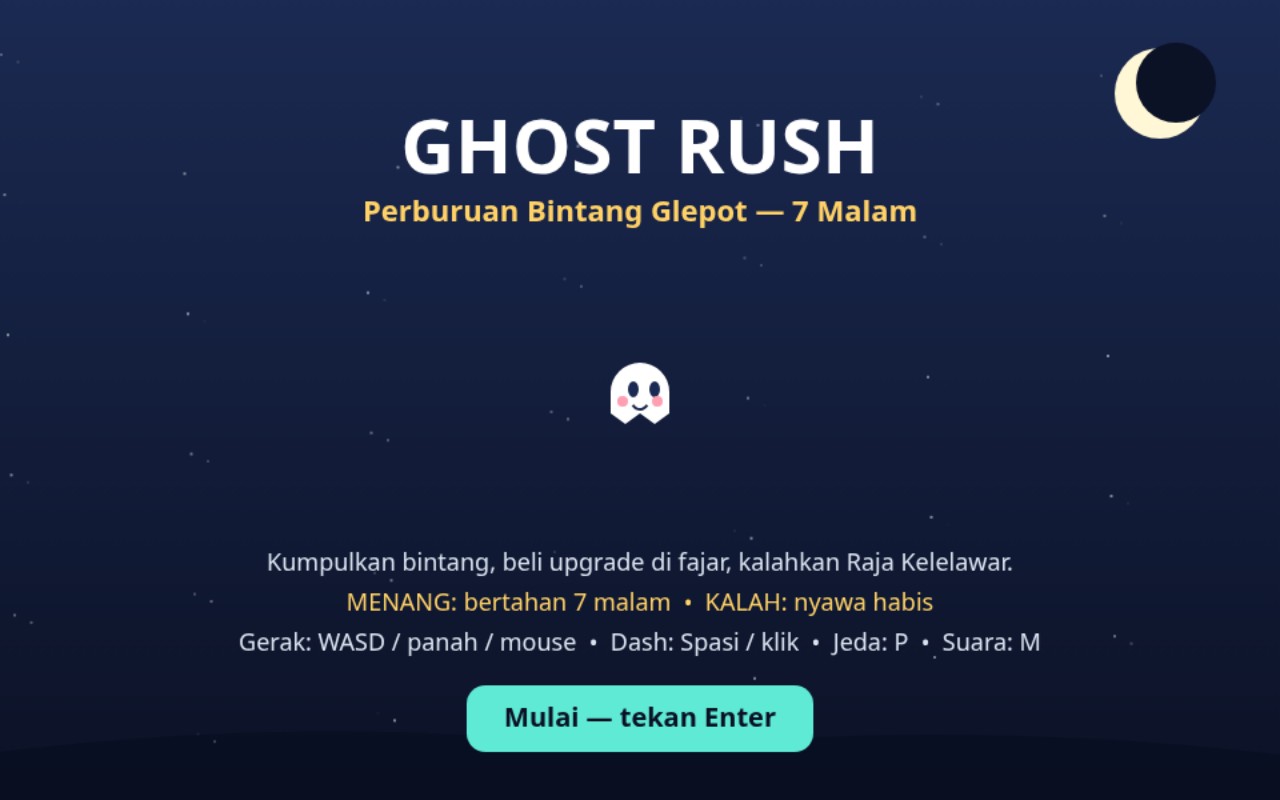 GHOST RUSH
Perburuan Bintang Glepot — 7 Malam
Kumpulkan bintang, beli upgrade di fajar, kalahkan Raja Kelelawar.
MENANG: bertahan 7 malam • KALAH: nyawa habis
Gerak: WASD / panah / mouse • Dash: Spasi / klik • Jeda: P • Suara: M
Mulai — tekan Enter